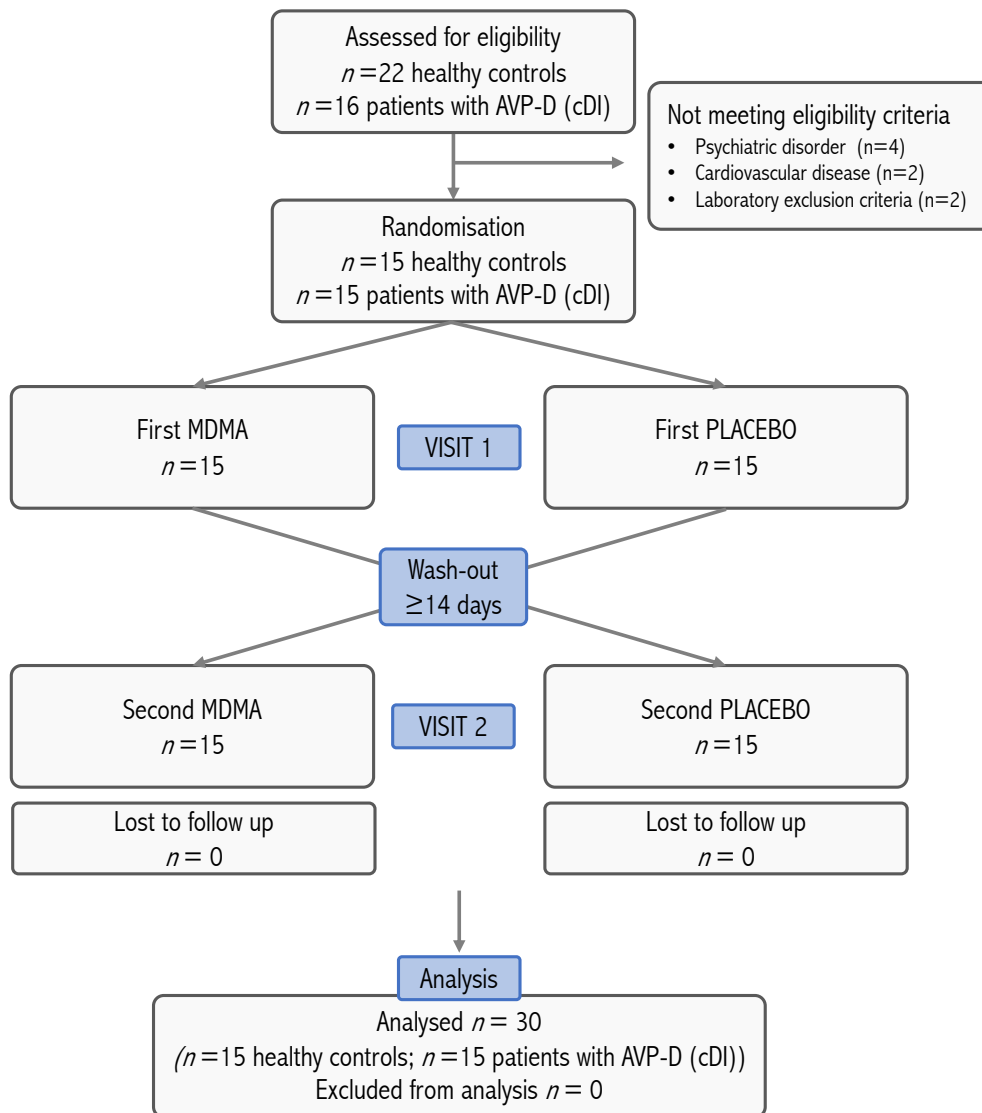 Assessed for eligibility
n=22 healthy controls
n=16 patients with AVP-D (cDI)
Not meeting eligibility criteria
• Psychiatric disorder (n=4)
• Cardiovascular disease (n=2)
• Laboratory exclusion criteria (n=2)
Randomisation
n=15 healthy controls
n=15 patients with AVP-D (cDI)
First MDMA
n=15
VISIT 1
First PLACEBO
n=15
Wash-out
≥14 days
Second MDMA
n=15
VISIT 2
Second PLACEBO
n=15
Lost to follow up
n= 0
Lost to follow up
n= 0
Analysis
Analysed n= 30
(n=15 healthy controls; n=15 patients with AVP-D (cDI))
Excluded from analysis n= 0